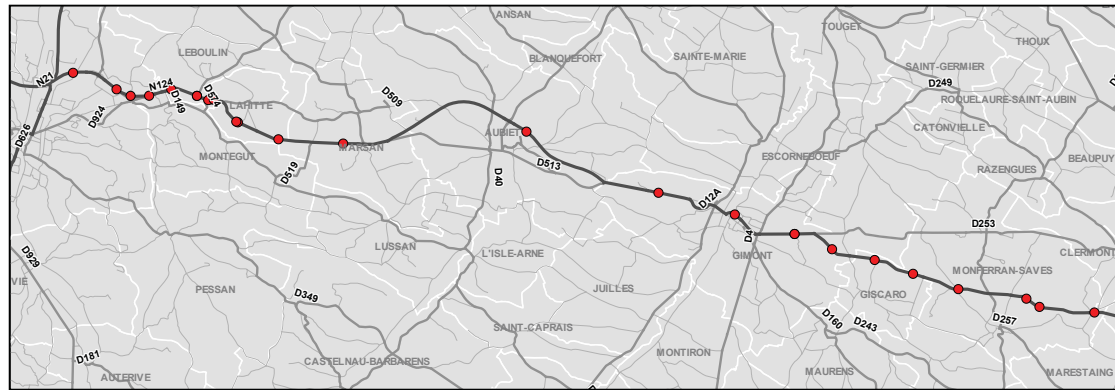 ANSAN
TOUGET
THOUX
LEBOULIN
BLANQUEFORT
SAINTE-MARIE
SAINT-GERMIER
N21
N124
D249
D574
D509
ROQUELAURE-SAINT-AUBIN
D924
D149
LAHITTE
CATONVIELLE
D626
AUBIET
MARSAN
MONTEGUT
D513
ESCORNEBOEUF
BEAUPUY
D519
D40
RAZENGUES
D12A
D253
D4
LUSSAN
L'ISLE-ARNE
GIMONT
CLERMONT
D929
VIE
PESSAN
JUILLES
MONFERRAN-SAVES
GISCARO
D349
SAINT-CAPRAIS
D160
D243
D257
D181
CASTELNAU-BARBARENS
MONTIRON
AUTERIVE
MAURENS
MARESTAING